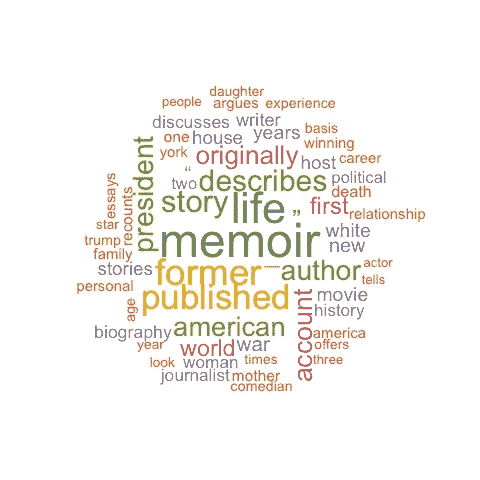 daughter
people argues experience
discusses writer
one house years basis
winning
york originally host career
“
two describes political
death
president
essays
recounts
story life ” first relationship
star
trump memoir white
family new
stories former — author actor
personal tells
published movie
age
account
history
biography american america
year world war offers
look woman times three
journalist mother
comedian